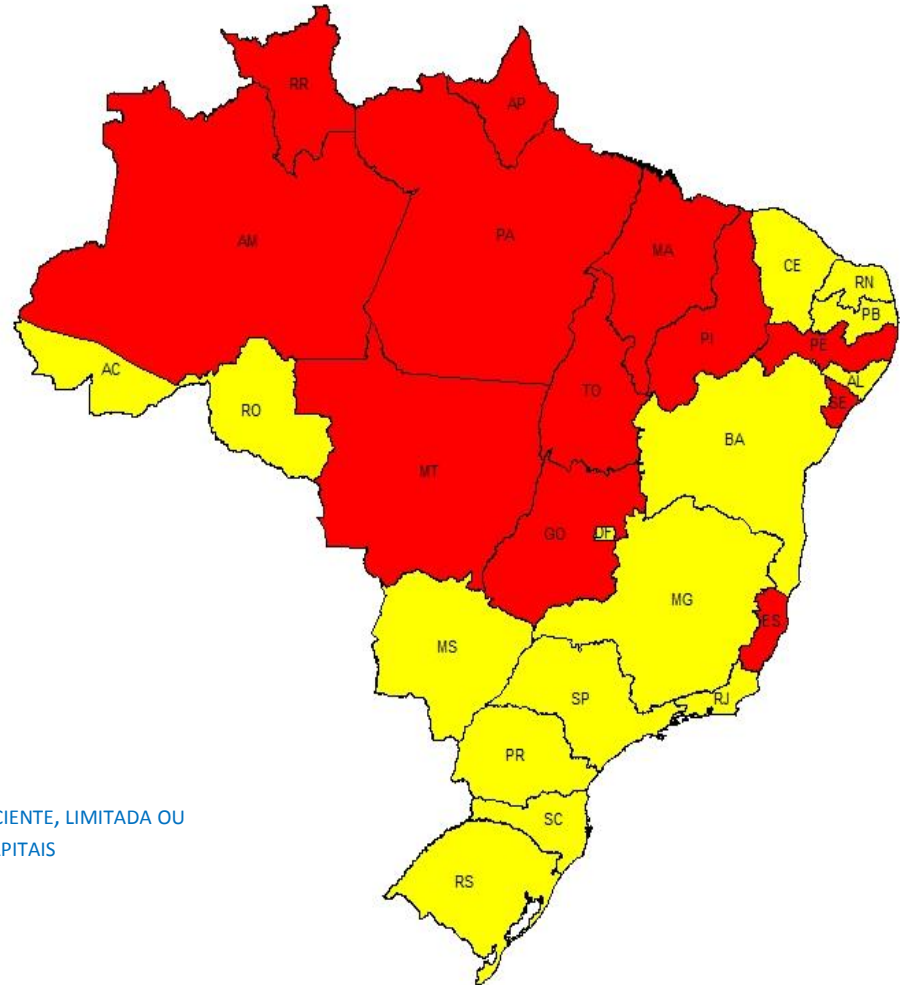 RR
AP
AM
PA
MA
CE
RN
PB
PI
PE
AC
AL
TO
SE
RO
BA
MT
GO
DF
MG
ES
MS
SP
RJ
PR
CIENTE, LIMITADA OU
SC
APITAIS
RS